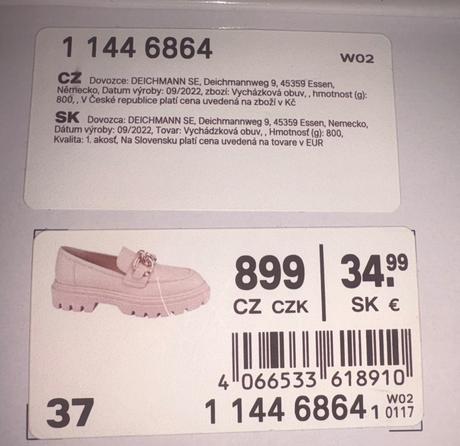 1 144 6864
W02
CZ Dovozce: DEICHMANN SE, Deichmannweg 9, 45359 Essen,
Německo, Datum výroby: 09/2022, zboží: Vycházková obuv, , hmotnost (g):
800, , V České republice platí cena uvedená na zboží v Kč
SK Dovozca: DEICHMANN SE, Deichmannweg 9, 45359 Essen, Nemecko,
Dátum výroby: 09/2022, Tovar: Vychádzková obuv, , Hmotnosť (g): 800,
Kvalita: 1. akosť, Na Slovensku platí cena uvedená na tovare v EUR
899 34.99
CZ CZK SK €
4 066533 618910
37
1 144 6864 1 W02 0117